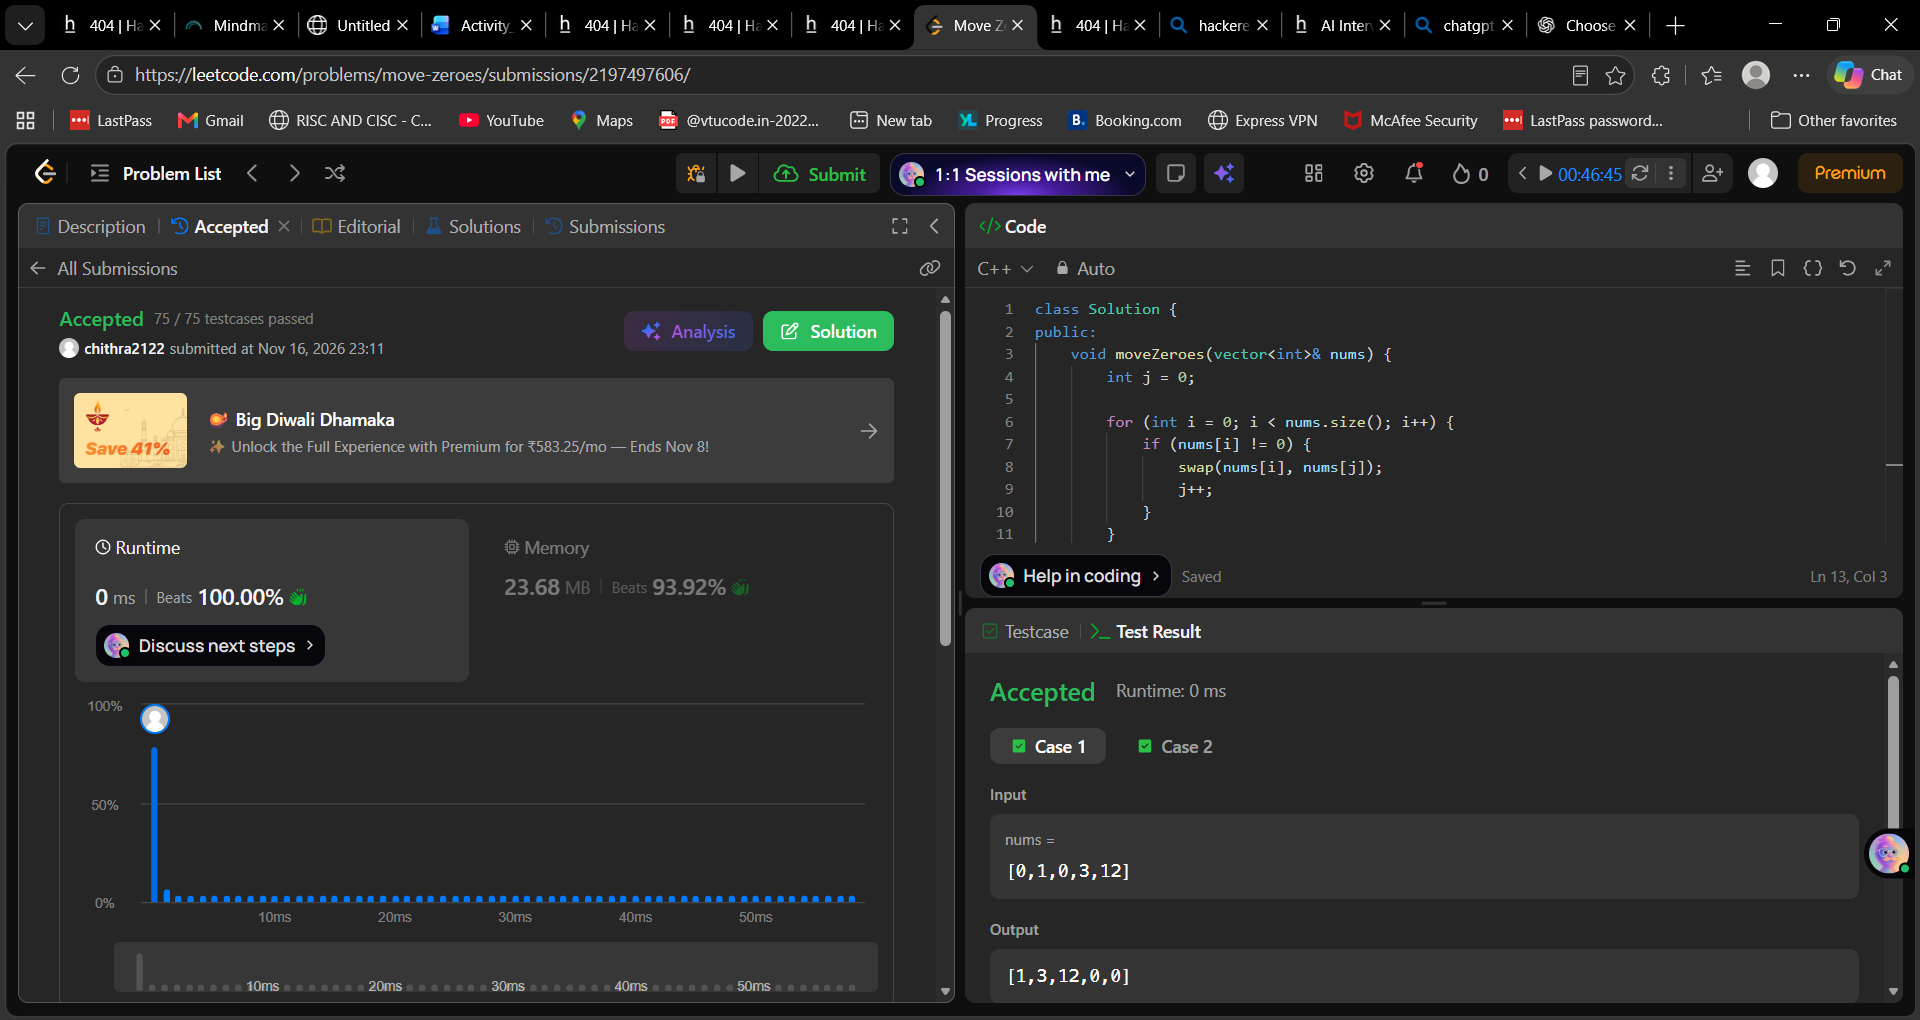 404 | Ha
Mindma
Untitled
Activity_
404 | Ha
404 | Ha
404 | Ha
Move Ze
404 | Ha
hackere
AI Inter
chatgpt
Choose
https://leetcode.com/problems/move-zeroes/submissions/2197497606/
Chat
LastPass
Gmail
RISC AND CISC - C...
YouTube
Maps
@vtucode.in-2022...
New tab
Progress
Booking.com
Express VPN
McAfee Security
LastPass password...
Other favorites
Problem List
Submit
1:1 Sessions with me
0
00:46:45
Premium
Description
Accepted
Editorial
Solutions
Submissions
All Submissions
Accepted 75 / 75 testcases passed
chithra2122 submitted at Nov 16, 2026 23:11
Analysis
Solution
Save 41%
Big Diwali Dhamaka
Unlock the Full Experience with Premium for ₹583.25/mo — Ends Nov 8!
Runtime
0 ms | Beats 100.00%
Discuss next steps
Memory
23.68 MB | Beats 93.92%
100%
50%
0%
10ms 20ms 30ms 40ms 50ms
10ms 20ms 30ms 40ms 50ms
</> Code
C++
Auto
1 class Solution {
2 public:
3 void moveZeroes(vector<int>& nums) {
4 int j = 0;
5
6 for (int i = 0; i < nums.size(); i++) {
7 if (nums[i] != 0) {
8 swap(nums[i], nums[j]);
9 j++;
10 }
11 }
Help in coding
Saved
Ln 13, Col 3
Testcase
Test Result
Accepted Runtime: 0 ms
Case 1
Case 2
Input
nums =
[0,1,0,3,12]
Output
[1,3,12,0,0]